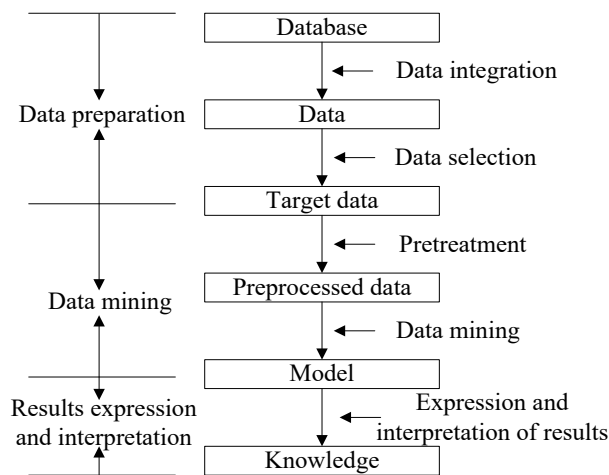 Database
Data integration
Data preparation
Data
Data selection
Target data
Pretreatment
Preprocessed data
Data mining
Data mining
Model
Results expression
and interpretation
Expression and
interpretation of results
Knowledge